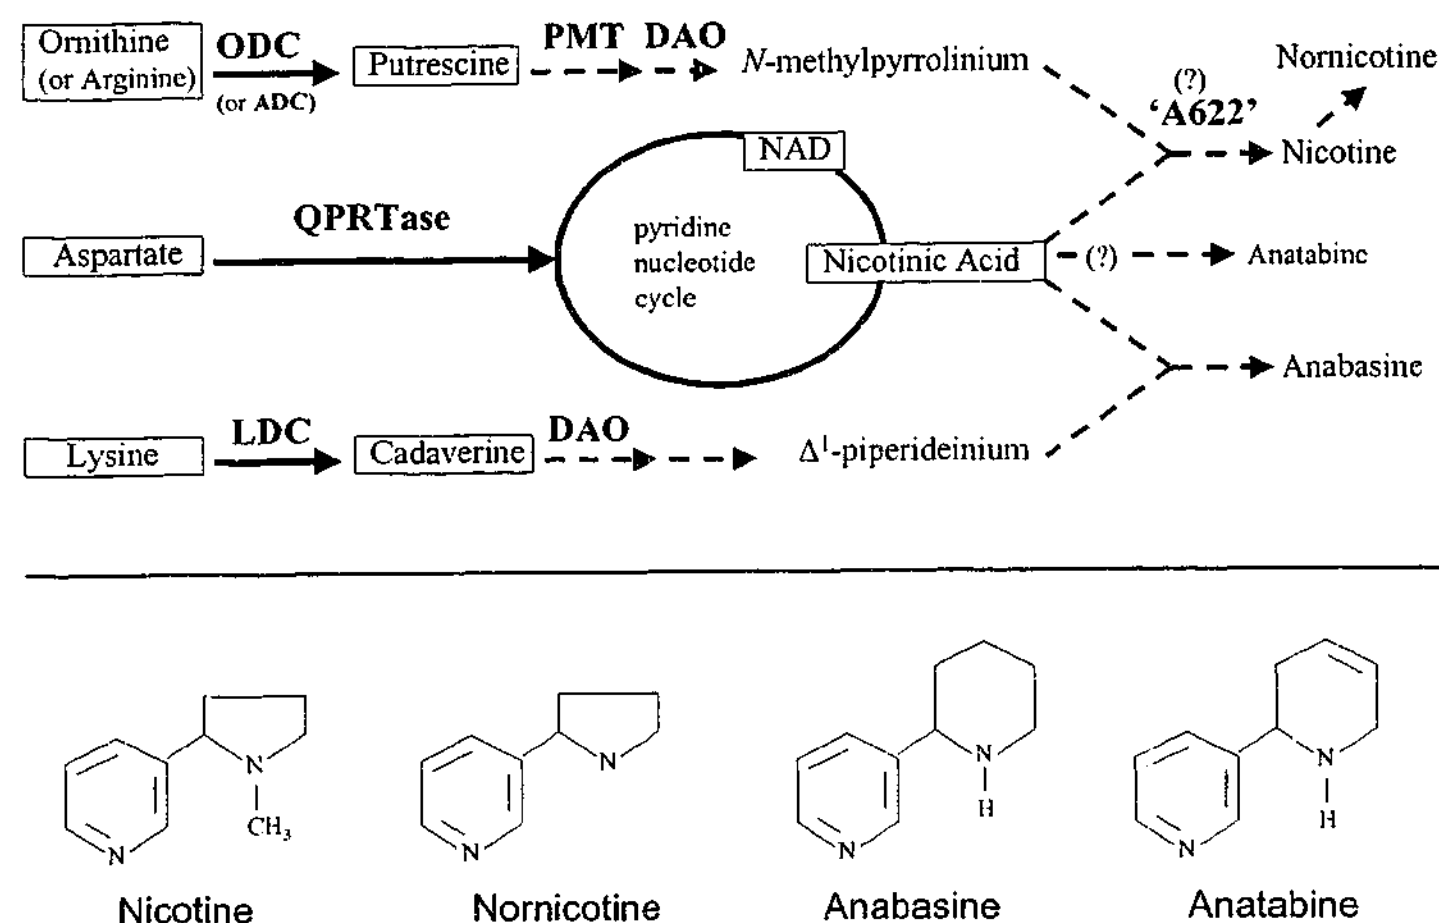 Ornithine
(or Arginine)
ODC
(or ADC)
Putrescine
PMT DAO
N-methylpyrrolinium
(?)
‘A622’
Nornicotine
Nicotine
NAD
QPRTase
Aspartate
pyridine
nucleotide
cycle
Nicotinic Acid
(?)
Anatabine
Anabasine
LDC
Lysine
Cadaverine
DAO
Δ¹-piperideinium
N
N
CH₃
N
N
N
N
H
N
N
H
Nicotine
Nornicotine
Anabasine
Anatabine